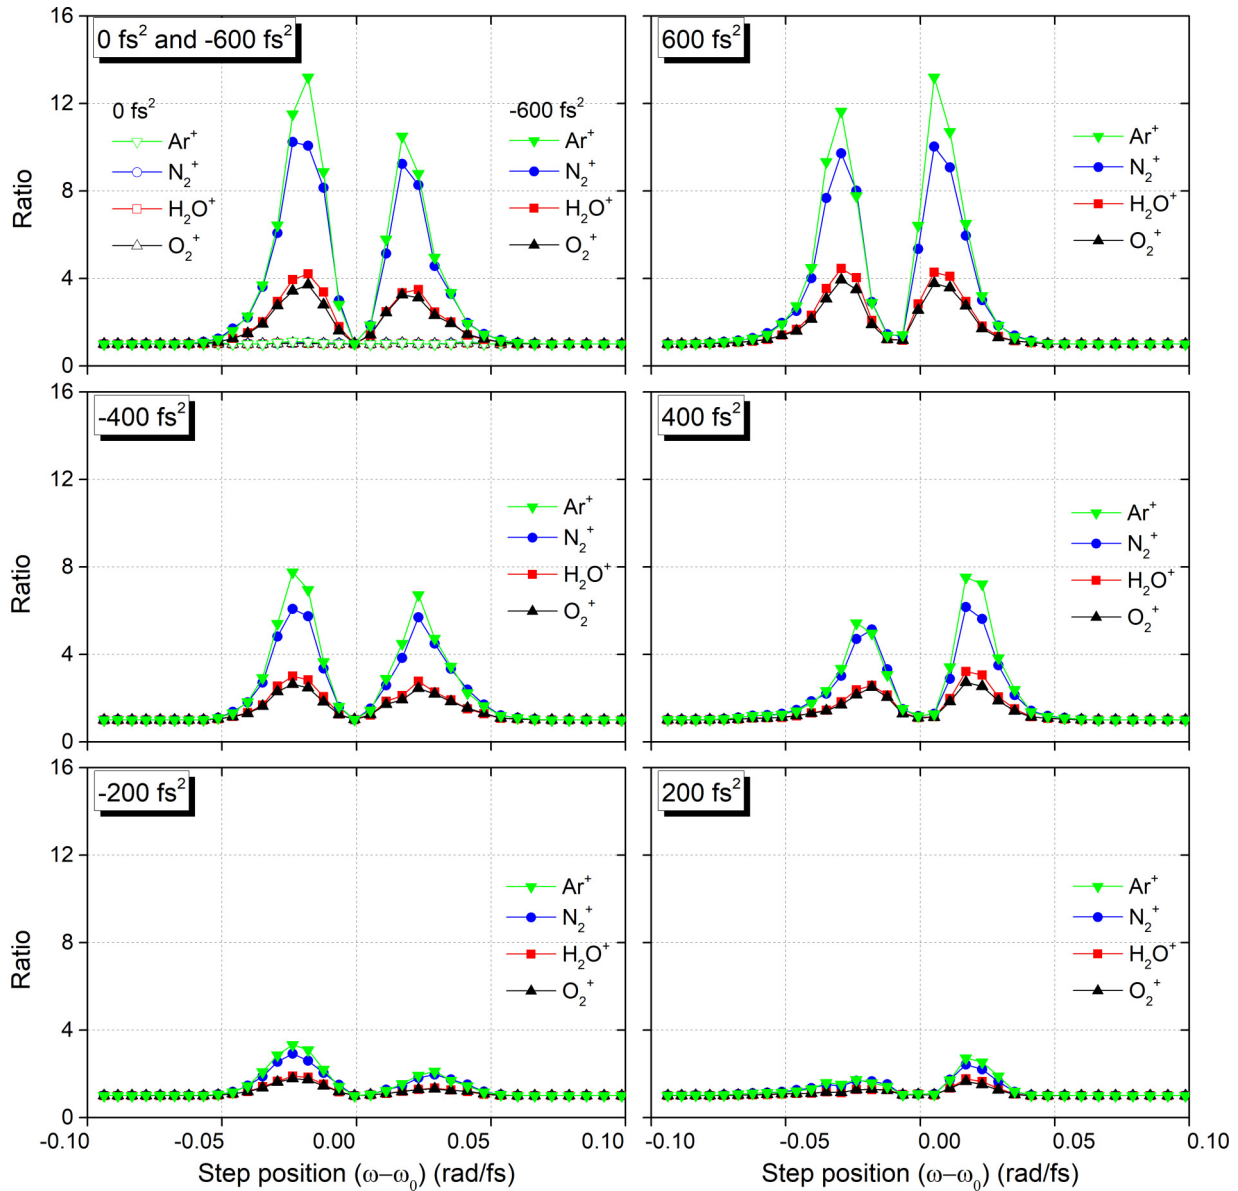 0 fs² and -600 fs²
16
12
8
4
0
Ratio
0 fs²
Ar⁺
N₂⁺
H₂O⁺
O₂⁺
-600 fs²
Ar⁺
N₂⁺
H₂O⁺
O₂⁺
600 fs²
Ar⁺
N₂⁺
H₂O⁺
O₂⁺
-400 fs²
16
12
8
4
0
Ratio
Ar⁺
N₂⁺
H₂O⁺
O₂⁺
400 fs²
Ar⁺
N₂⁺
H₂O⁺
O₂⁺
-200 fs²
16
12
8
4
0
Ratio
Ar⁺
N₂⁺
H₂O⁺
O₂⁺
200 fs²
Ar⁺
N₂⁺
H₂O⁺
O₂⁺
-0.10 -0.05 0.00 0.05 0.10
Step position (ω−ω₀) (rad/fs)
-0.10 -0.05 0.00 0.05 0.10
Step position (ω−ω₀) (rad/fs)